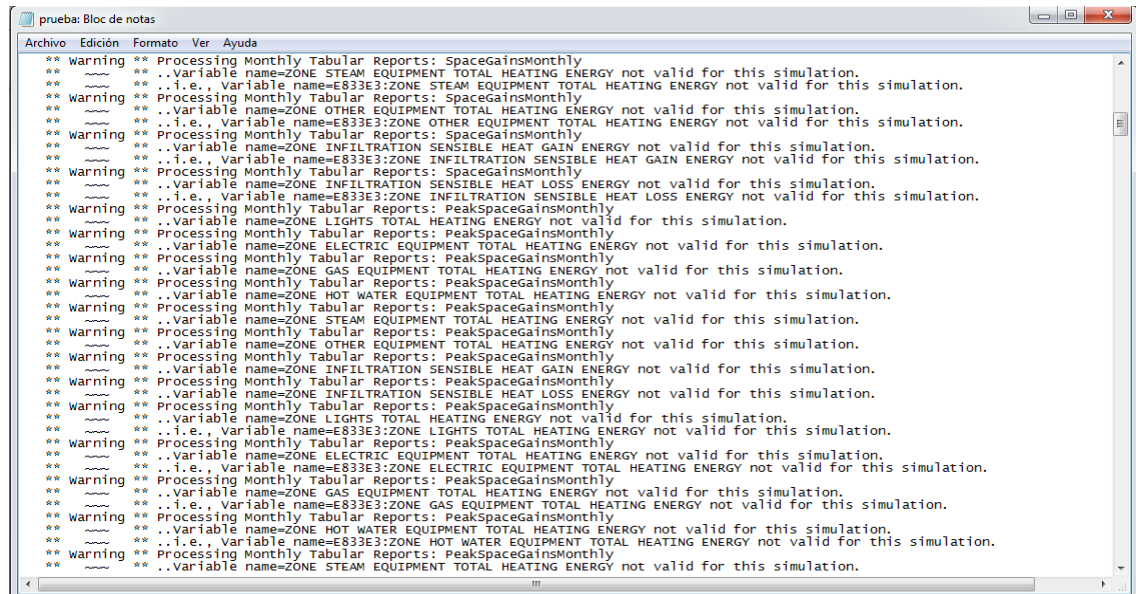 prueba: Bloc de notas
Archivo Edición Formato Ver Ayuda
** Warning ** Processing Monthly Tabular Reports: SpaceGainsMonthly
** ~~~ ** ..Variable name=ZONE STEAM EQUIPMENT TOTAL HEATING ENERGY not valid for this simulation.
** ~~~ ** ..i.e., Variable name=E833E3:ZONE STEAM EQUIPMENT TOTAL HEATING ENERGY not valid for this simulation.
** Warning ** Processing Monthly Tabular Reports: SpaceGainsMonthly
** ~~~ ** ..Variable name=ZONE OTHER EQUIPMENT TOTAL HEATING ENERGY not valid for this simulation.
** ~~~ ** ..i.e., Variable name=E833E3:ZONE OTHER EQUIPMENT TOTAL HEATING ENERGY not valid for this simulation.
** Warning ** Processing Monthly Tabular Reports: SpaceGainsMonthly
** ~~~ ** ..Variable name=ZONE INFILTRATION SENSIBLE HEAT GAIN ENERGY not valid for this simulation.
** ~~~ ** ..i.e., Variable name=E833E3:ZONE INFILTRATION SENSIBLE HEAT GAIN ENERGY not valid for this simulation.
** Warning ** Processing Monthly Tabular Reports: SpaceGainsMonthly
** ~~~ ** ..Variable name=ZONE INFILTRATION SENSIBLE HEAT LOSS ENERGY not valid for this simulation.
** ~~~ ** ..i.e., Variable name=E833E3:ZONE INFILTRATION SENSIBLE HEAT LOSS ENERGY not valid for this simulation.
** Warning ** Processing Monthly Tabular Reports: PeakSpaceGainsMonthly
** ~~~ ** ..Variable name=ZONE LIGHTS TOTAL HEATING ENERGY not valid for this simulation.
** Warning ** Processing Monthly Tabular Reports: PeakSpaceGainsMonthly
** ~~~ ** ..Variable name=ZONE ELECTRIC EQUIPMENT TOTAL HEATING ENERGY not valid for this simulation.
** Warning ** Processing Monthly Tabular Reports: PeakSpaceGainsMonthly
** ~~~ ** ..Variable name=ZONE GAS EQUIPMENT TOTAL HEATING ENERGY not valid for this simulation.
** Warning ** Processing Monthly Tabular Reports: PeakSpaceGainsMonthly
** ~~~ ** ..Variable name=ZONE HOT WATER EQUIPMENT TOTAL HEATING ENERGY not valid for this simulation.
** Warning ** Processing Monthly Tabular Reports: PeakSpaceGainsMonthly
** ~~~ ** ..Variable name=ZONE STEAM EQUIPMENT TOTAL HEATING ENERGY not valid for this simulation.
** Warning ** Processing Monthly Tabular Reports: PeakSpaceGainsMonthly
** ~~~ ** ..Variable name=ZONE OTHER EQUIPMENT TOTAL HEATING ENERGY not valid for this simulation.
** Warning ** Processing Monthly Tabular Reports: PeakSpaceGainsMonthly
** ~~~ ** ..Variable name=ZONE INFILTRATION SENSIBLE HEAT GAIN ENERGY not valid for this simulation.
** Warning ** Processing Monthly Tabular Reports: PeakSpaceGainsMonthly
** ~~~ ** ..Variable name=ZONE INFILTRATION SENSIBLE HEAT LOSS ENERGY not valid for this simulation.
** Warning ** Processing Monthly Tabular Reports: PeakSpaceGainsMonthly
** ~~~ ** ..Variable name=ZONE LIGHTS TOTAL HEATING ENERGY not valid for this simulation.
** ~~~ ** ..i.e., Variable name=E833E3:ZONE LIGHTS TOTAL HEATING ENERGY not valid for this simulation.
** Warning ** Processing Monthly Tabular Reports: PeakSpaceGainsMonthly
** ~~~ ** ..Variable name=ZONE ELECTRIC EQUIPMENT TOTAL HEATING ENERGY not valid for this simulation.
** ~~~ ** ..i.e., Variable name=E833E3:ZONE ELECTRIC EQUIPMENT TOTAL HEATING ENERGY not valid for this simulation.
** Warning ** Processing Monthly Tabular Reports: PeakSpaceGainsMonthly
** ~~~ ** ..Variable name=ZONE GAS EQUIPMENT TOTAL HEATING ENERGY not valid for this simulation.
** ~~~ ** ..i.e., Variable name=E833E3:ZONE GAS EQUIPMENT TOTAL HEATING ENERGY not valid for this simulation.
** Warning ** Processing Monthly Tabular Reports: PeakSpaceGainsMonthly
** ~~~ ** ..Variable name=ZONE HOT WATER EQUIPMENT TOTAL HEATING ENERGY not valid for this simulation.
** ~~~ ** ..i.e., Variable name=E833E3:ZONE HOT WATER EQUIPMENT TOTAL HEATING ENERGY not valid for this simulation.
** Warning ** Processing Monthly Tabular Reports: PeakSpaceGainsMonthly
** ~~~ ** ..Variable name=ZONE STEAM EQUIPMENT TOTAL HEATING ENERGY not valid for this simulation.